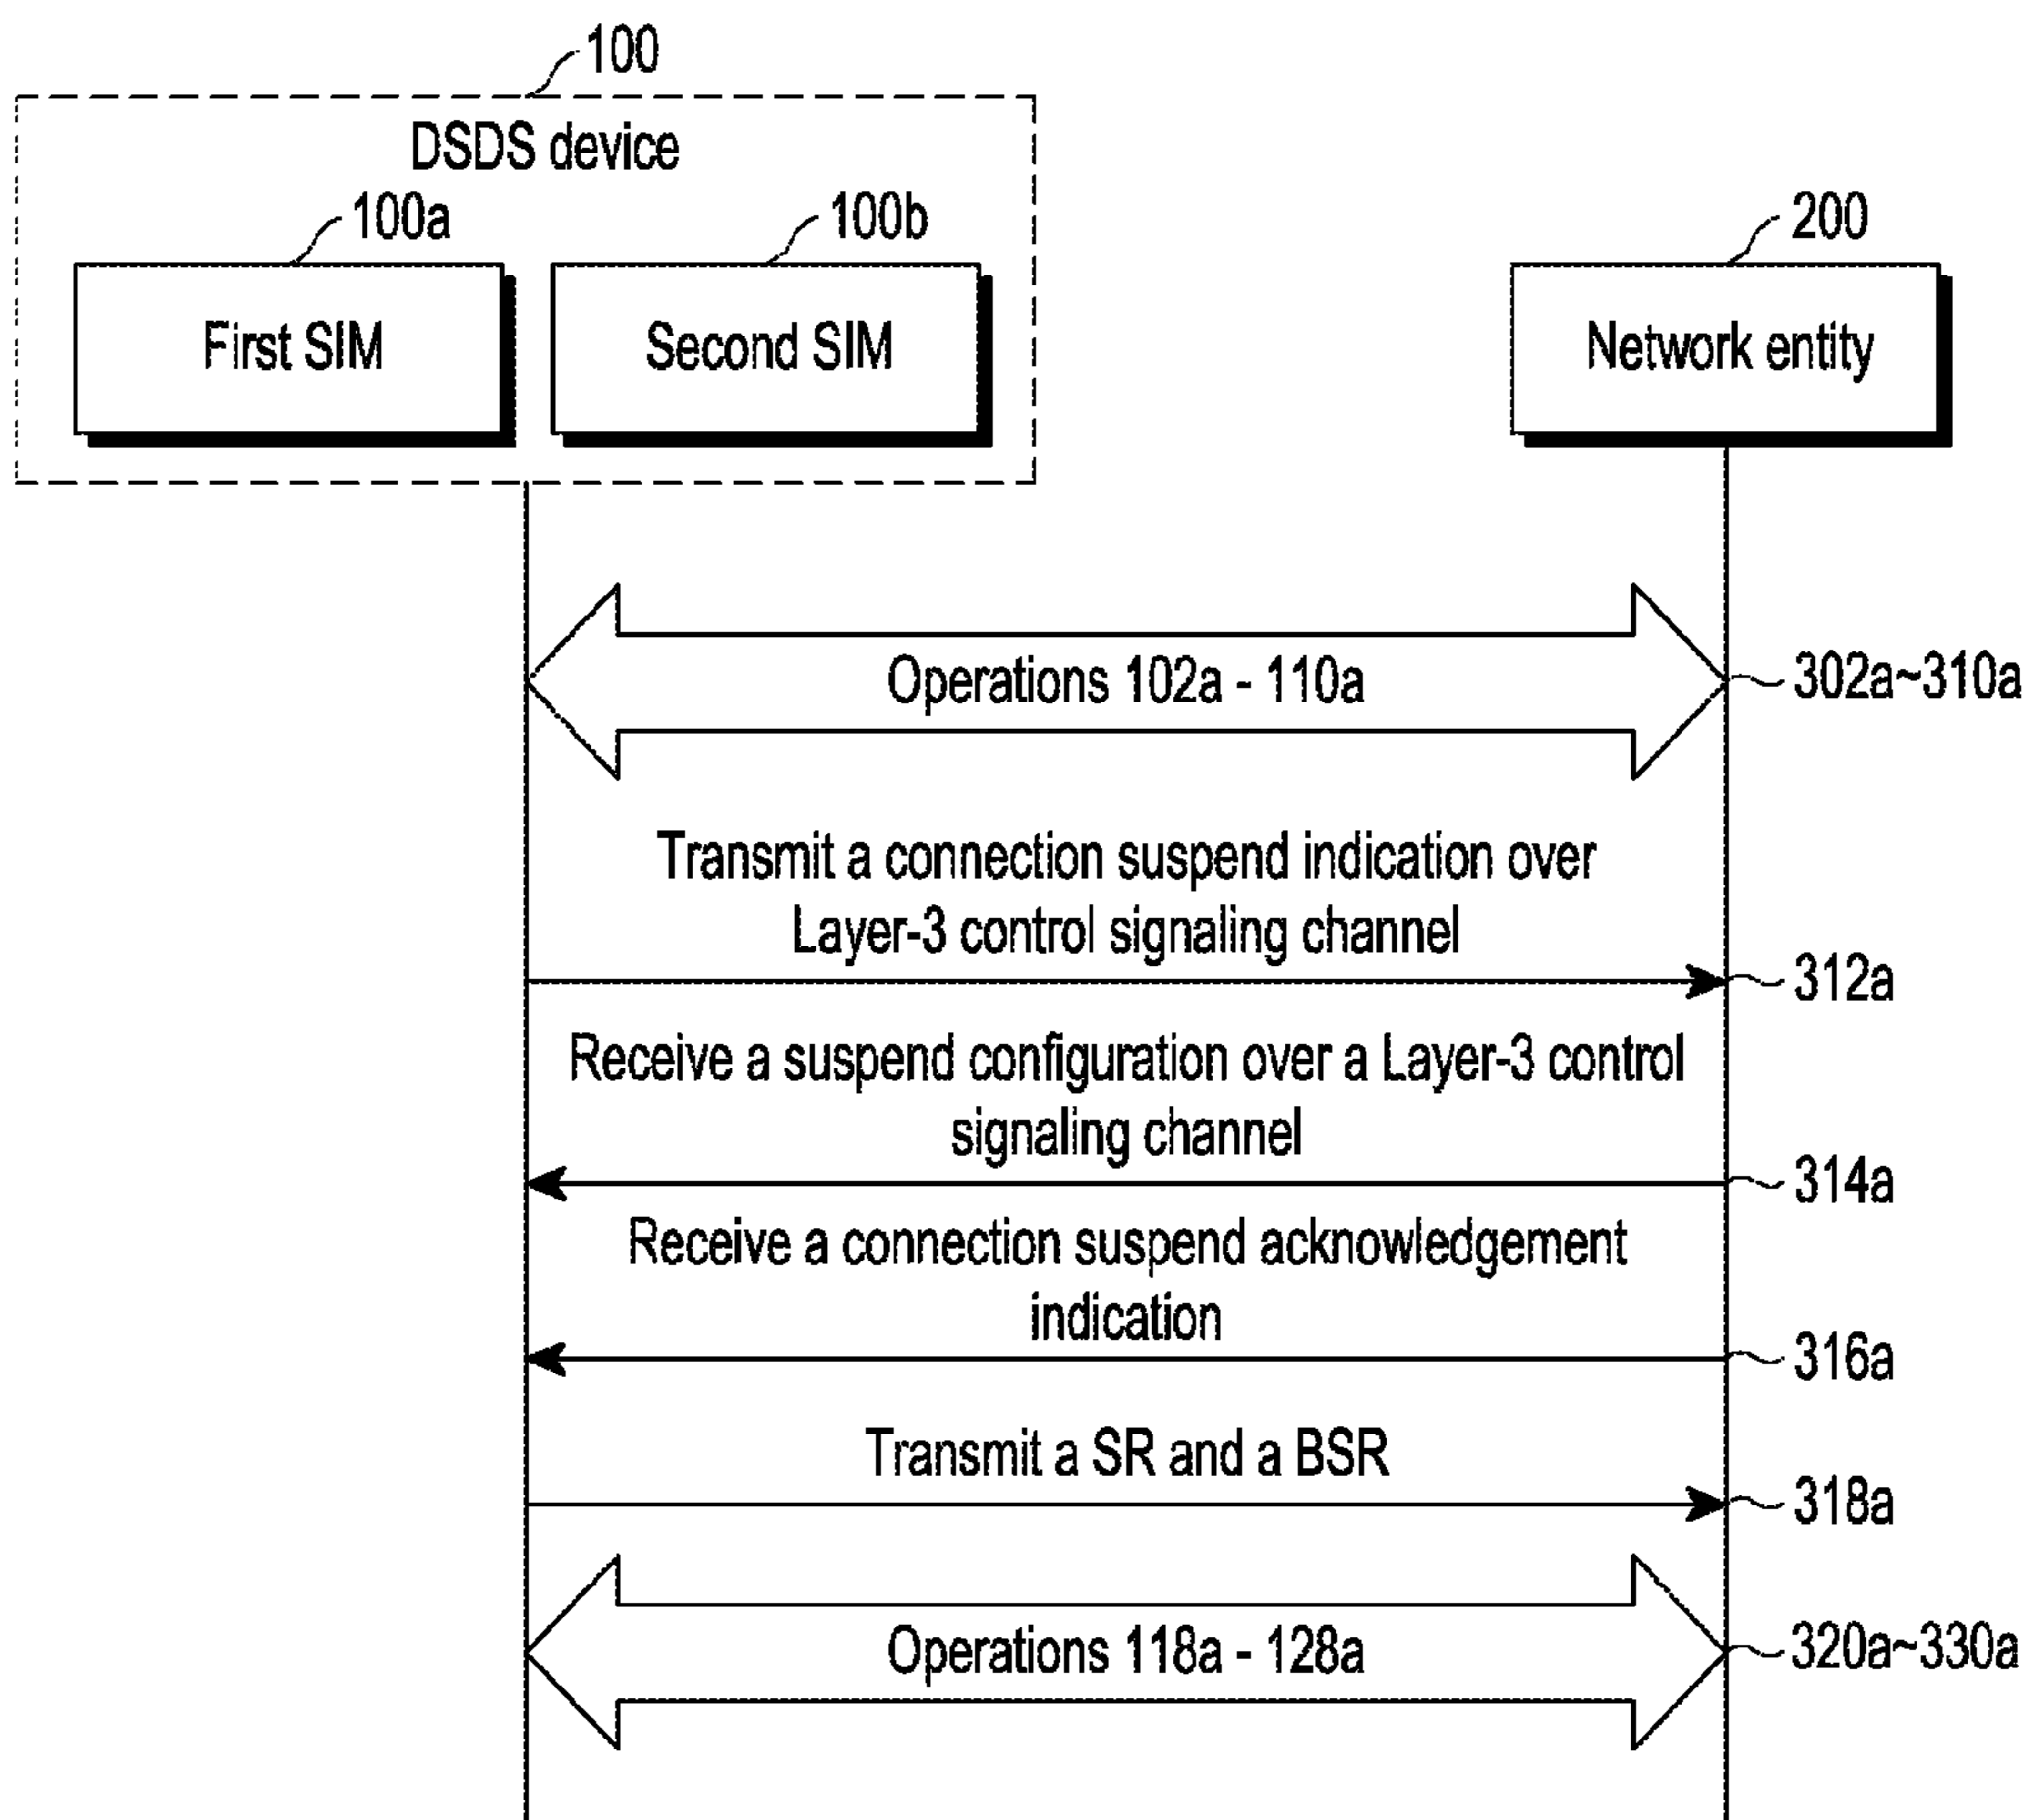 100
DSDS device
100a
100b
200
First SIM
Second SIM
Network entity
Operations 102a - 110a
302a~310a
Transmit a connection suspend indication over
Layer-3 control signaling channel
312a
Receive a suspend configuration over a Layer-3 control
signaling channel
314a
Receive a connection suspend acknowledgement
indication
316a
Transmit a SR and a BSR
318a
Operations 118a - 128a
320a~330a